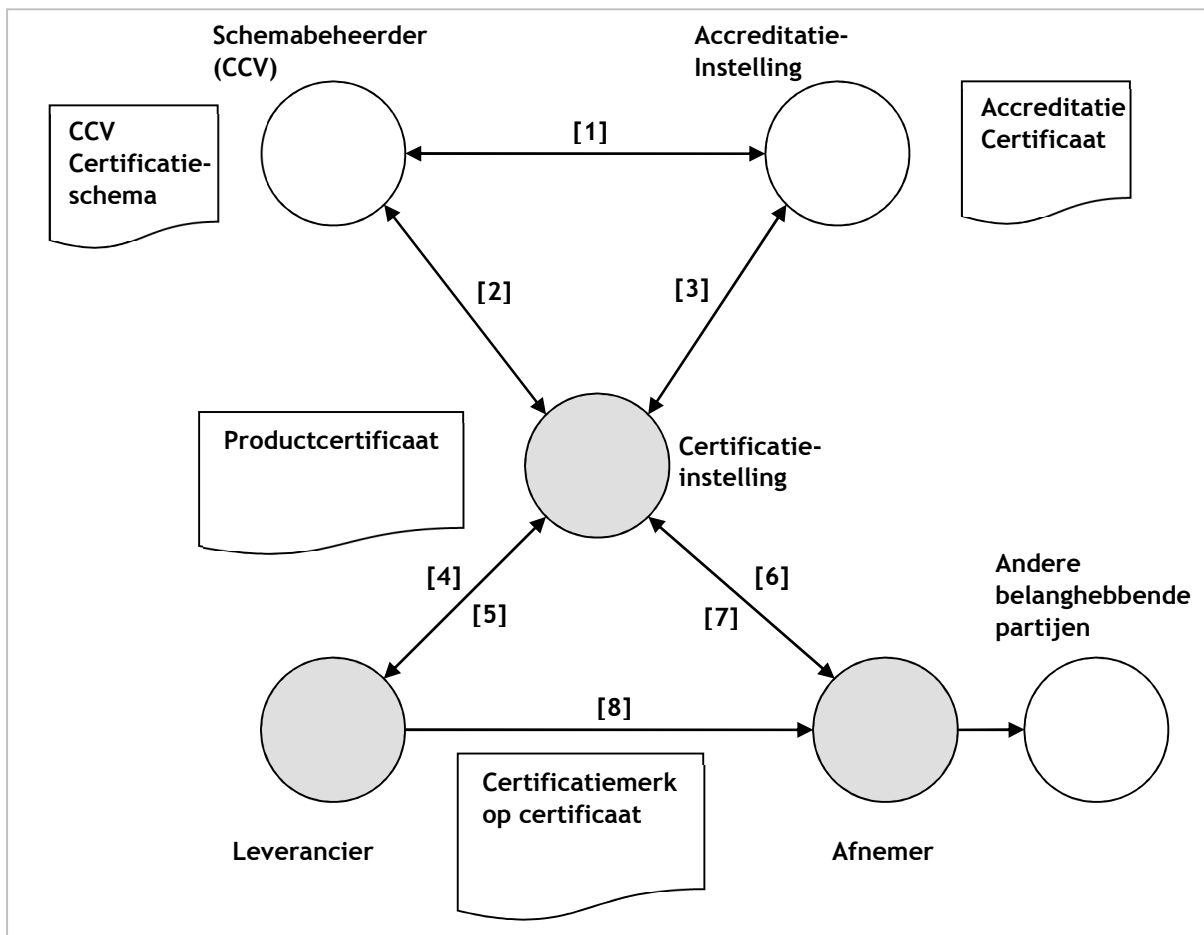 Schemabeheerder
(CCV)
Accreditatie-
Instelling
CCV
Certificatie-
schema
[1]
Accreditatie
Certificaat
[2]
[3]
Productcertificaat
Certificatie-
instelling
[4]
[5]
[6]
[7]
Andere
belanghebbende
partijen
[8]
Certificatiemerk
op certificaat
Leverancier
Afnemer